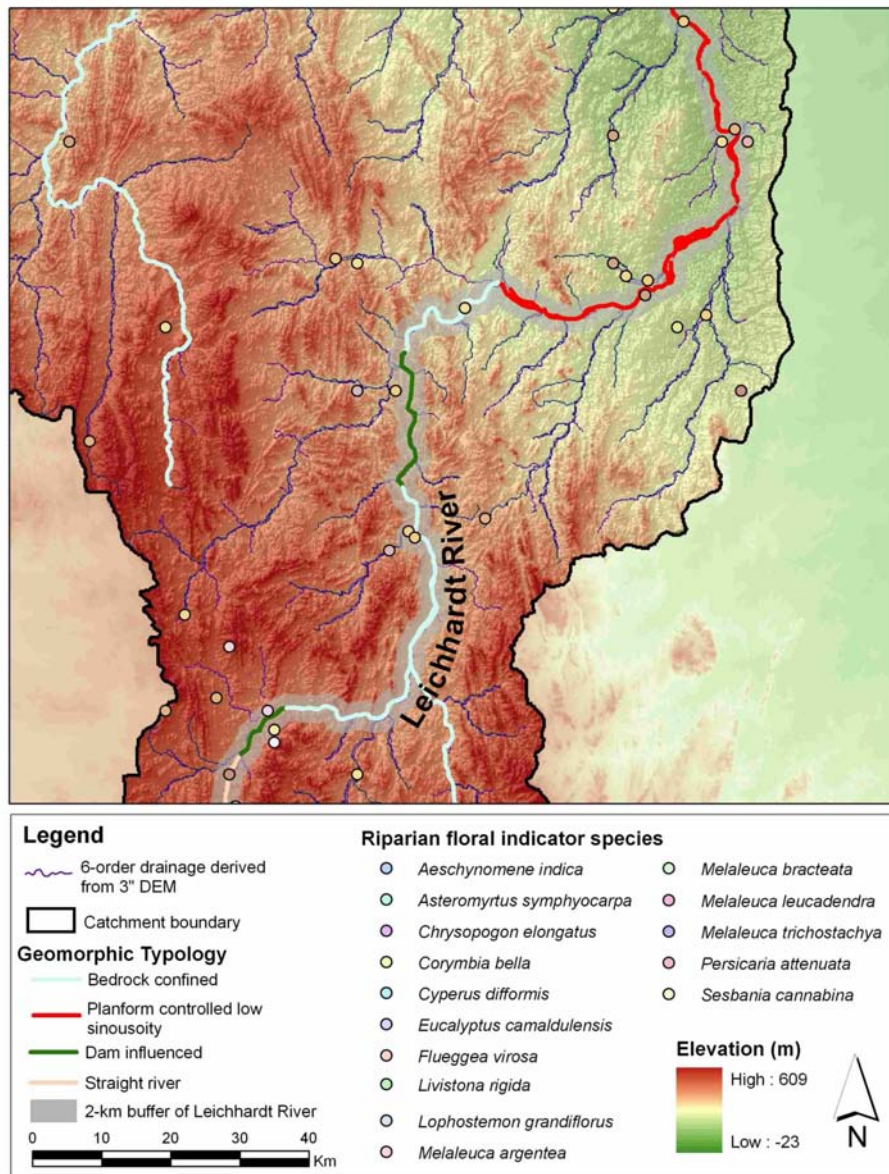 Leichhardt River
Legend
6-order drainage derived
from 3" DEM
Catchment boundary
Geomorphic Typology
Bedrock confined
Planform controlled low
sinousoity
Dam influenced
Straight river
2-km buffer of Leichhardt River
0 10 20 30 40
Km
Riparian floral indicator species
Aeschynomene indica
Asteromyrtus symphyocarpa
Chrysopogon elongatus
Corymbia bella
Cyperus difformis
Eucalyptus camaldulensis
Flueggea virosa
Livistona rigida
Lophostemon grandiflorus
Melaleuca argentea
Melaleuca bracteata
Melaleuca leucadendra
Melaleuca trichostachya
Persicaria attenuata
Sesbania cannabina
Elevation (m)
High : 609
Low : -23
N